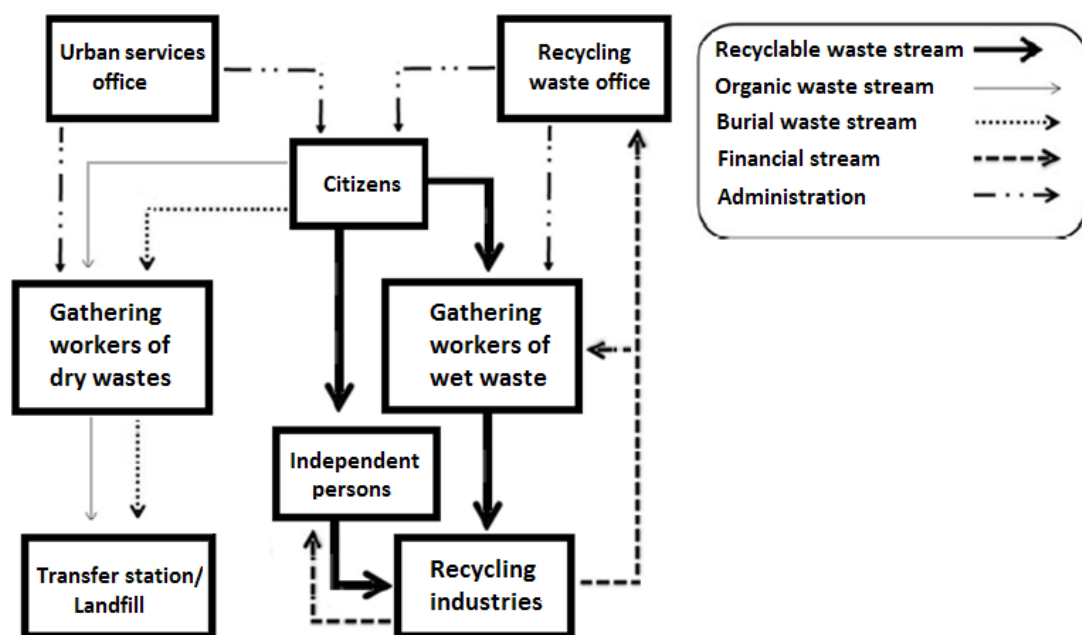 Urban services
office
Recycling
waste office
Recyclable waste stream
Organic waste stream
Burial waste stream
Financial stream
Administration
Citizens
Gathering
workers of
dry wastes
Gathering
workers of
wet waste
Independent
persons
Transfer station/
Landfill
Recycling
industries